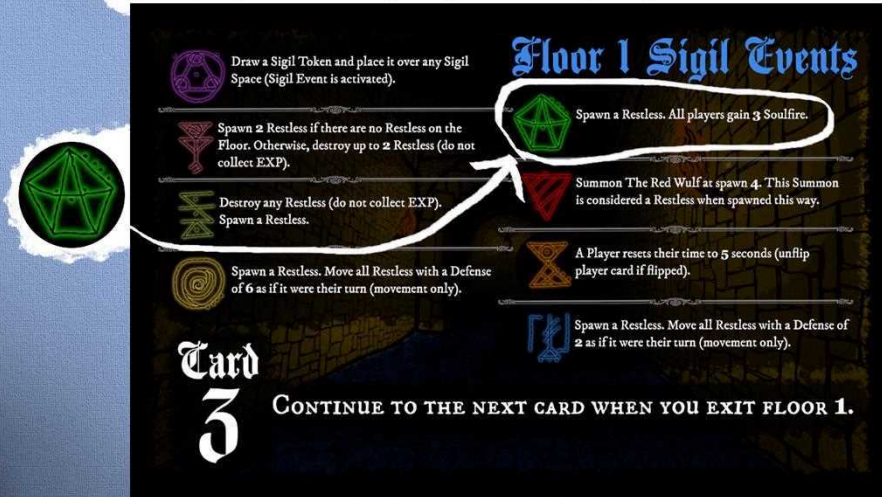 Floor 1 Sigil Events
Draw a Sigil Token and place it over any Sigil
Space (Sigil Event is activated).
Spawn 2 Restless if there are no Restless on the
Floor. Otherwise, destroy up to 2 Restless (do not
collect EXP).
Destroy any Restless (do not collect EXP).
Spawn a Restless.
Spawn a Restless. Move all Restless with a Defense
of 6 as if it were their turn (movement only).
Spawn a Restless. All players gain 3 Soulfire.
Summon The Red Wulf at spawn 4. This Summon
is considered a Restless when spawned this way.
A Player resets their time to 5 seconds (unflip
player card if flipped).
Spawn a Restless. Move all Restless with a Defense of
2 as if it were their turn (movement only).
Card
3
Continue to the next card when you exit floor 1.